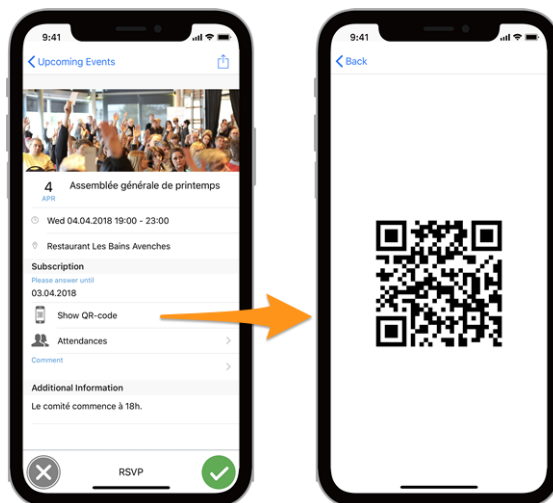 9:41
Upcoming Events
4
APR
Assemblée générale de printemps
Wed 04.04.2018 19:00 - 23:00
Restaurant Les Bains Avenches
Subscription
Please answer until
03.04.2018
Show QR-code
Attendances
Comment
Additional Information
Le comité commence à 18h.
RSVP
9:41
Back